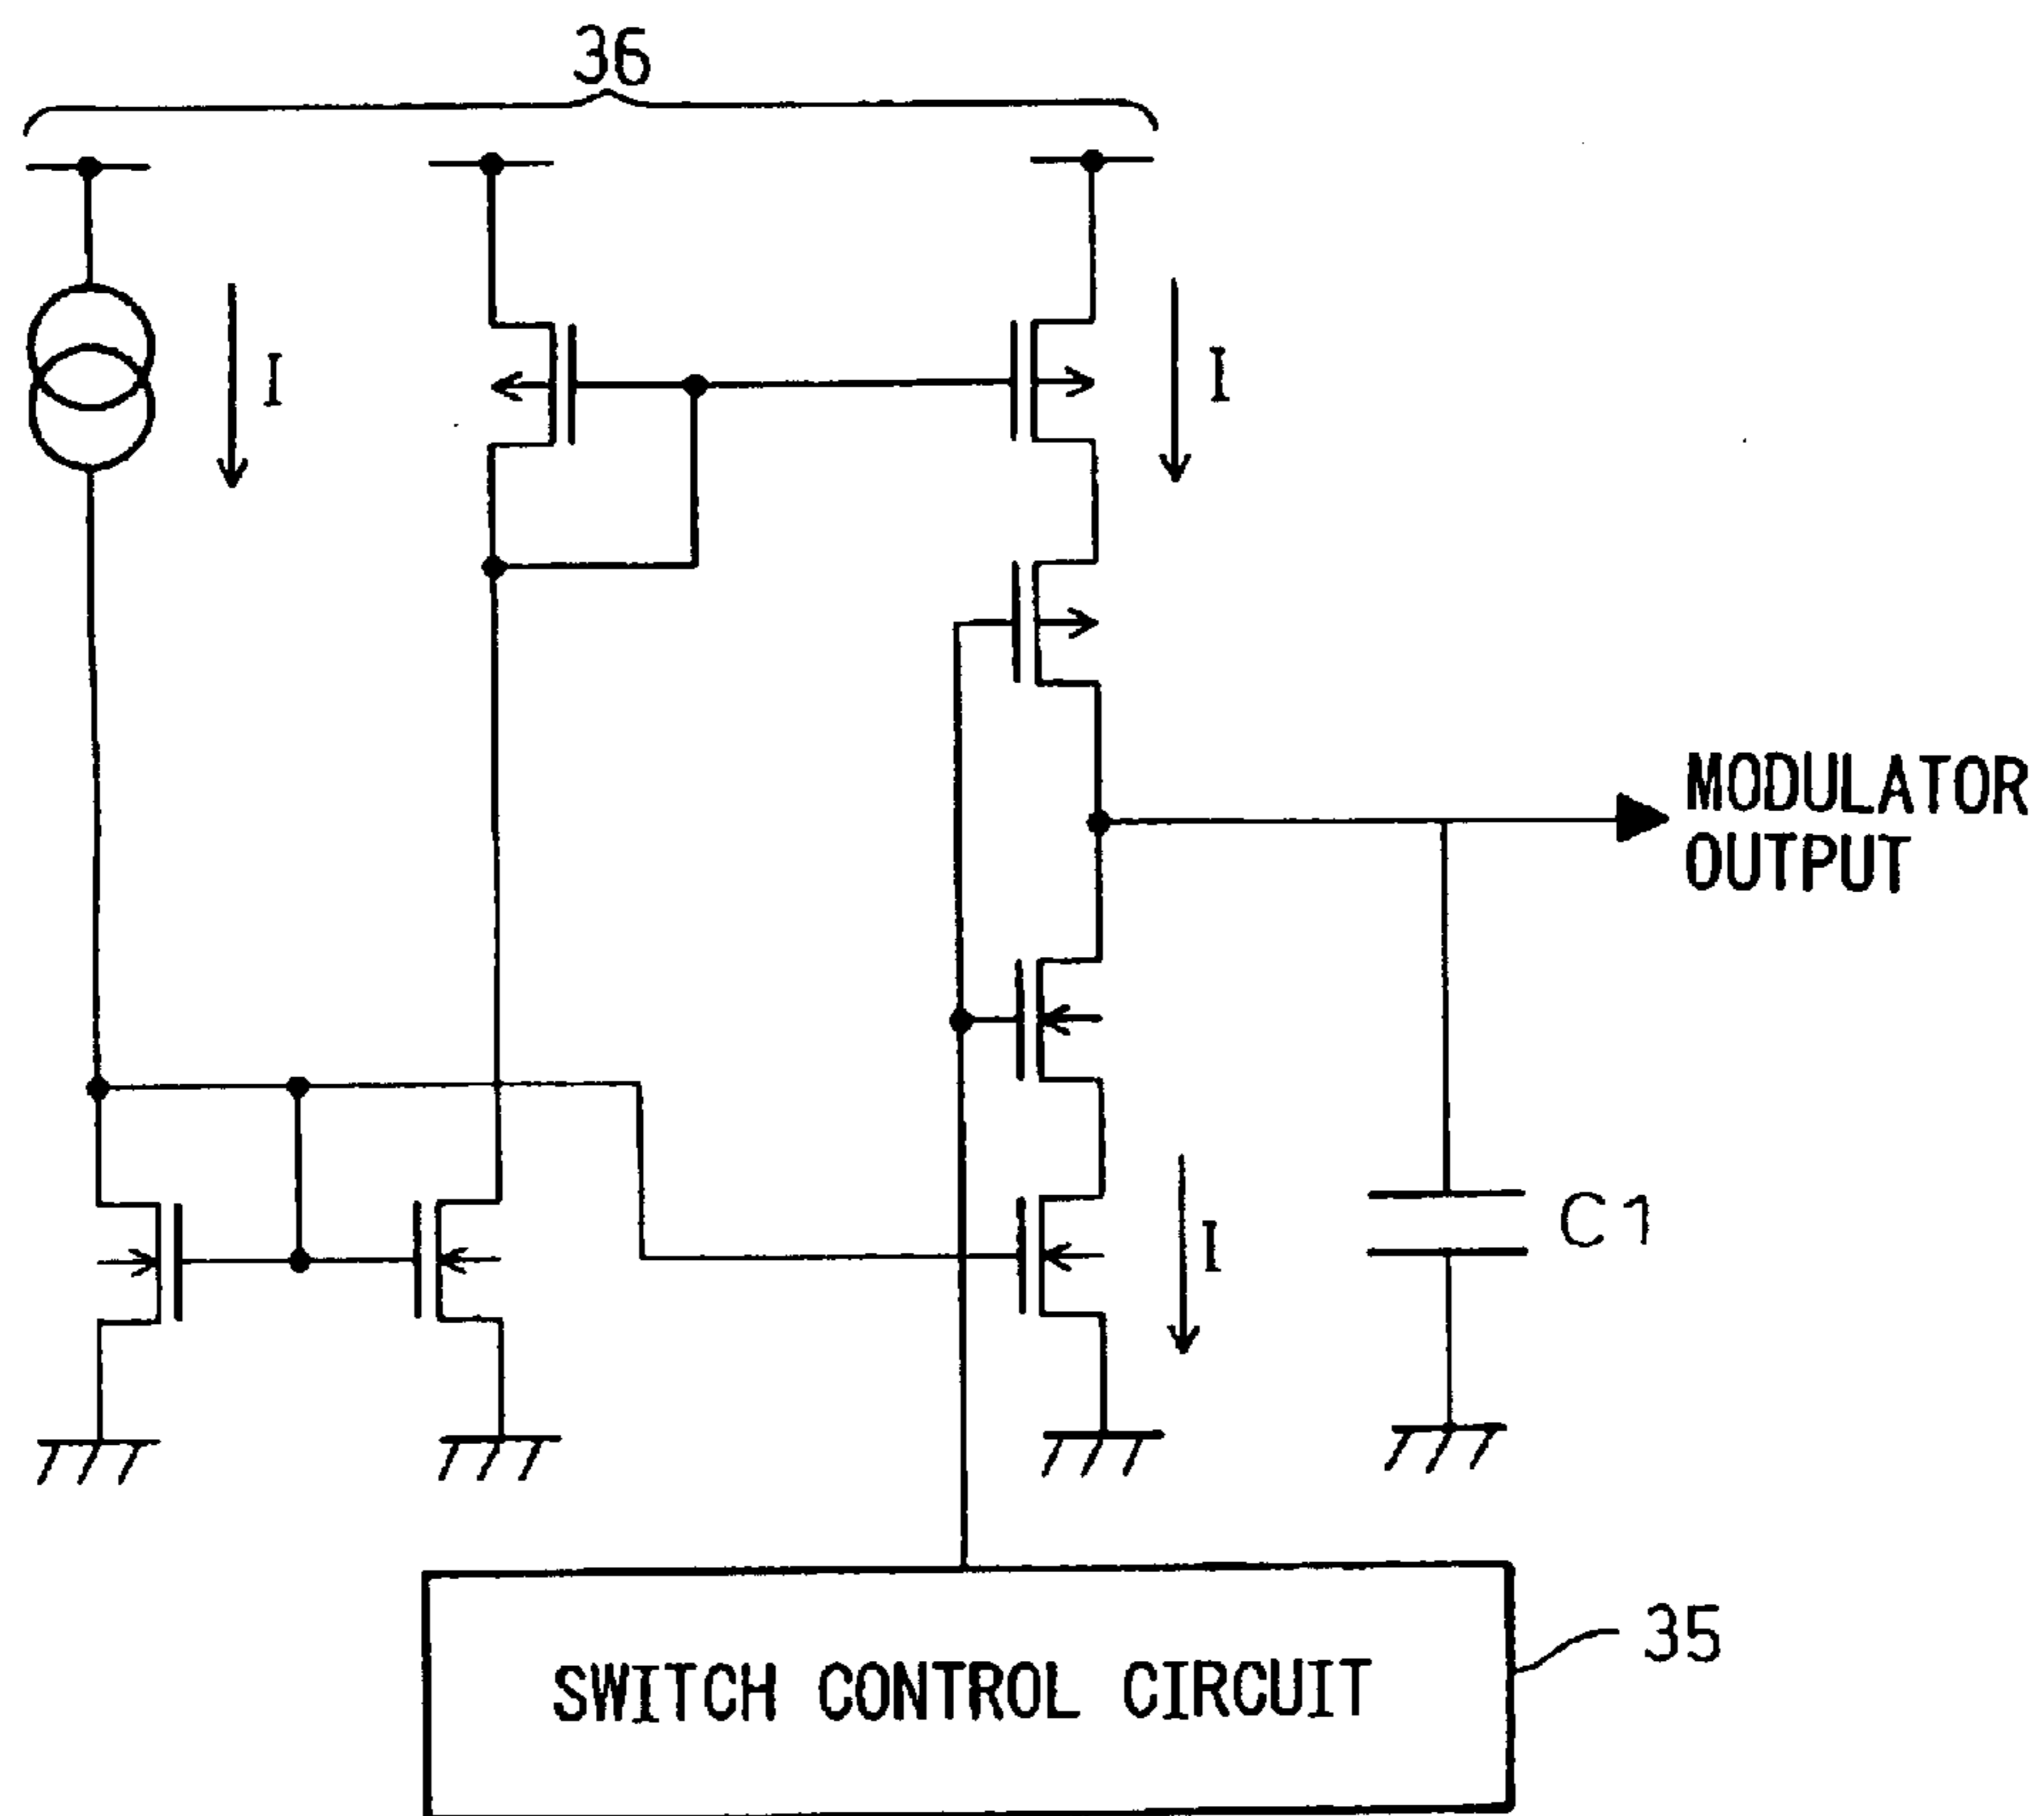 36
I
I
MODULATOR
OUTPUT
I
C1
35
SWITCH CONTROL CIRCUIT